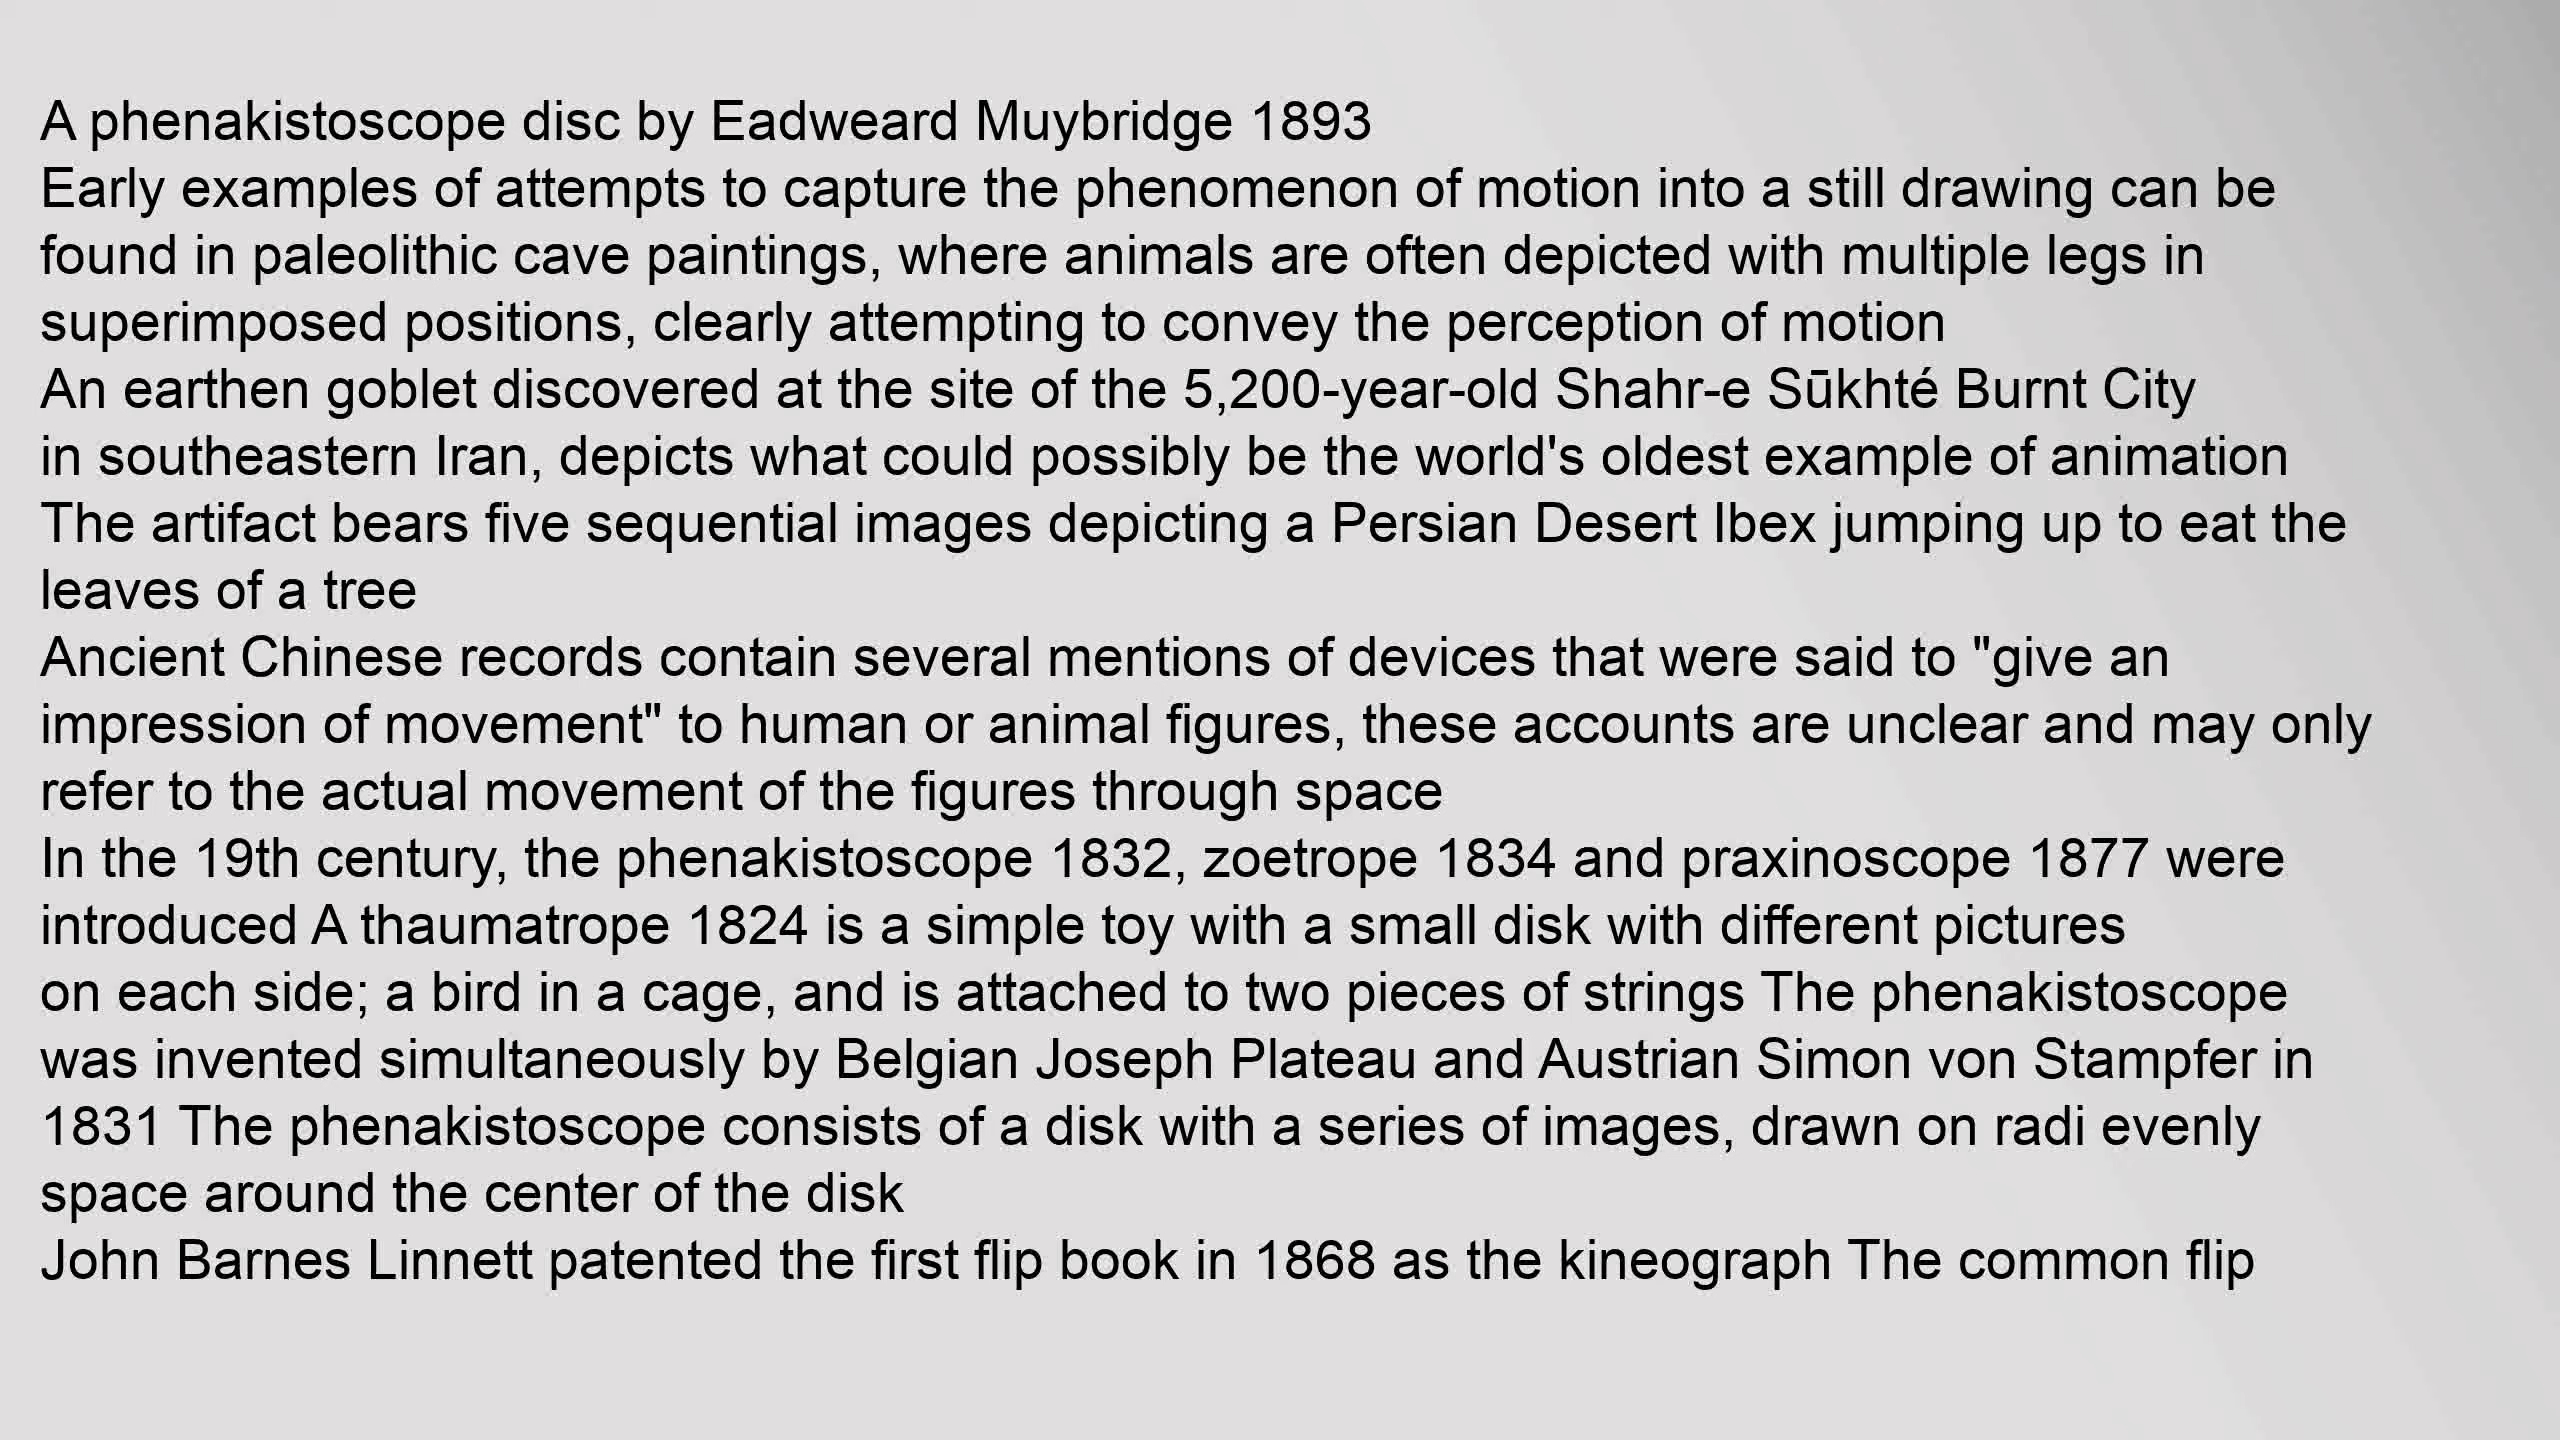 A phenakistoscope disc by Eadweard Muybridge 1893
Early examples of attempts to capture the phenomenon of motion into a still drawing can be
found in paleolithic cave paintings, where animals are often depicted with multiple legs in
superimposed positions, clearly attempting to convey the perception of motion
An earthen goblet discovered at the site of the 5,200-year-old Shahr-e Sūkhté Burnt City
in southeastern Iran, depicts what could possibly be the world's oldest example of animation
The artifact bears five sequential images depicting a Persian Desert Ibex jumping up to eat the
leaves of a tree
Ancient Chinese records contain several mentions of devices that were said to "give an
impression of movement" to human or animal figures, these accounts are unclear and may only
refer to the actual movement of the figures through space
In the 19th century, the phenakistoscope 1832, zoetrope 1834 and praxinoscope 1877 were
introduced A thaumatrope 1824 is a simple toy with a small disk with different pictures
on each side; a bird in a cage, and is attached to two pieces of strings The phenakistoscope
was invented simultaneously by Belgian Joseph Plateau and Austrian Simon von Stampfer in
1831 The phenakistoscope consists of a disk with a series of images, drawn on radi evenly
space around the center of the disk
John Barnes Linnett patented the first flip book in 1868 as the kineograph The common flip